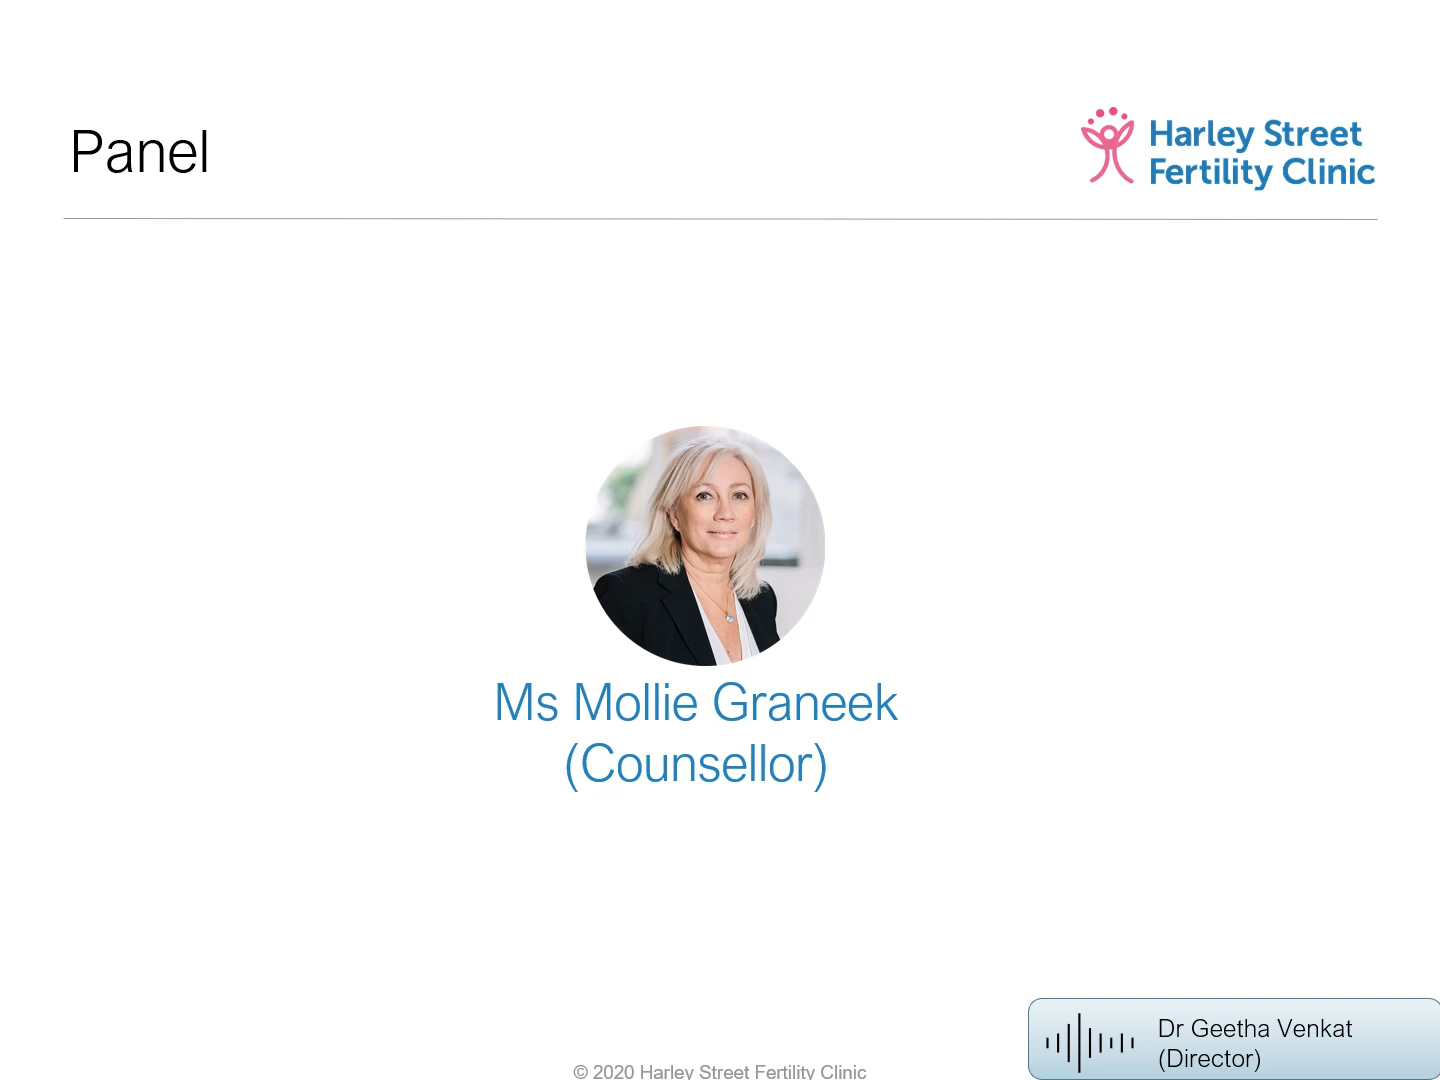 Panel
Harley Street
Fertility Clinic
Ms Mollie Graneek
(Counsellor)
Dr Geetha Venkat
(Director)
© 2020 Harley Street Fertility Clinic